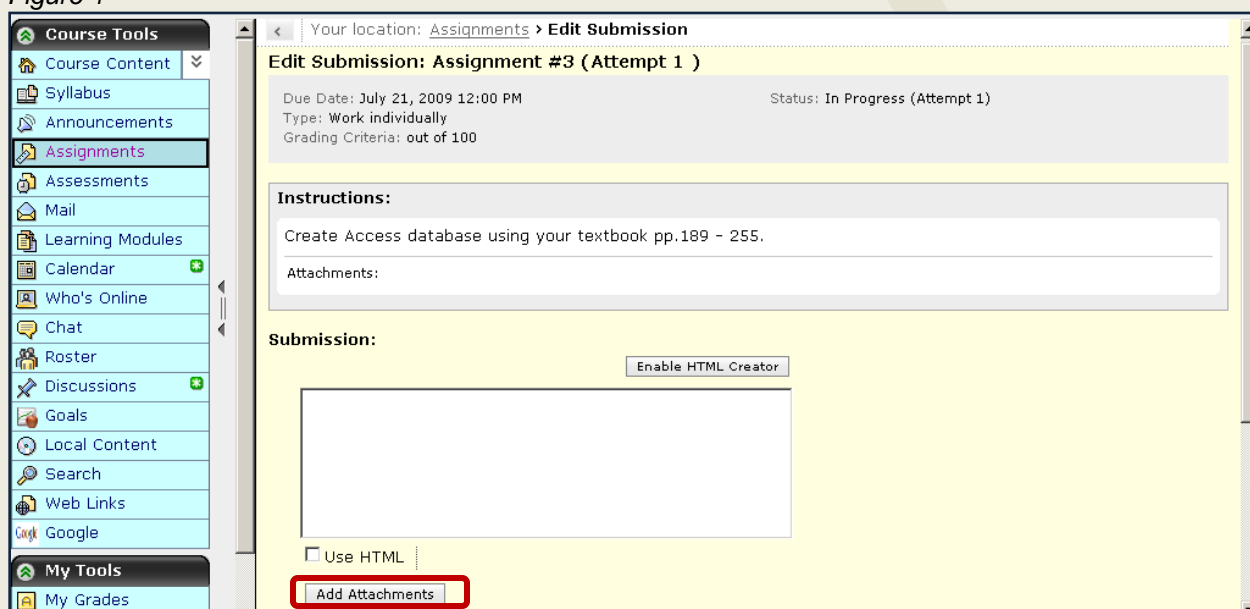 Course Tools
Course Content
Syllabus
Announcements
Assignments
Assessments
Mail
Learning Modules
Calendar
Who's Online
Chat
Roster
Discussions
Goals
Local Content
Search
Web Links
Google
My Tools
My Grades
Your location: Assignments › Edit Submission
Edit Submission: Assignment #3 (Attempt 1 )
Due Date: July 21, 2009 12:00 PM
Status: In Progress (Attempt 1)
Type: Work individually
Grading Criteria: out of 100
Instructions:
Create Access database using your textbook pp.189 - 255.
Attachments:
Submission:
Enable HTML Creator
Use HTML
Add Attachments